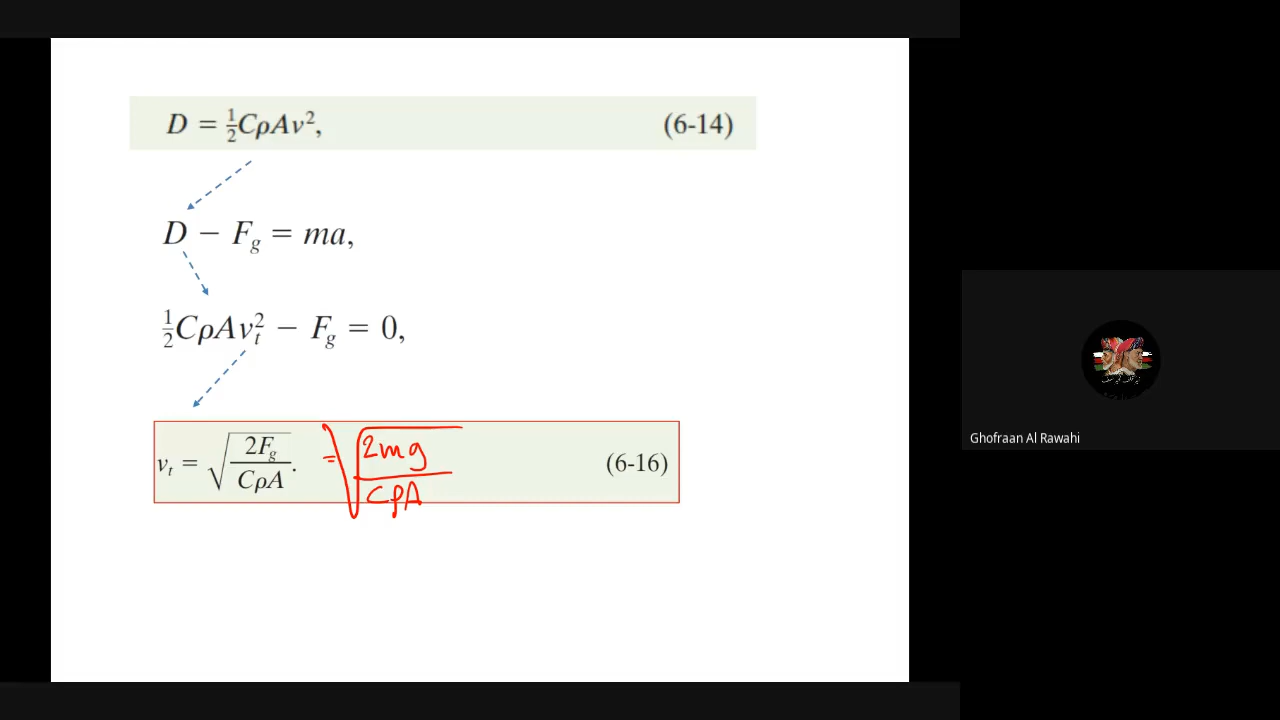 D = ½CρAv², (6-14)
D − F_g = ma,
½CρAv_t² − F_g = 0,
v_t = √(2F_g / CρA). = √(2mg / CρA) (6-16)
Ghofraan Al Rawahi